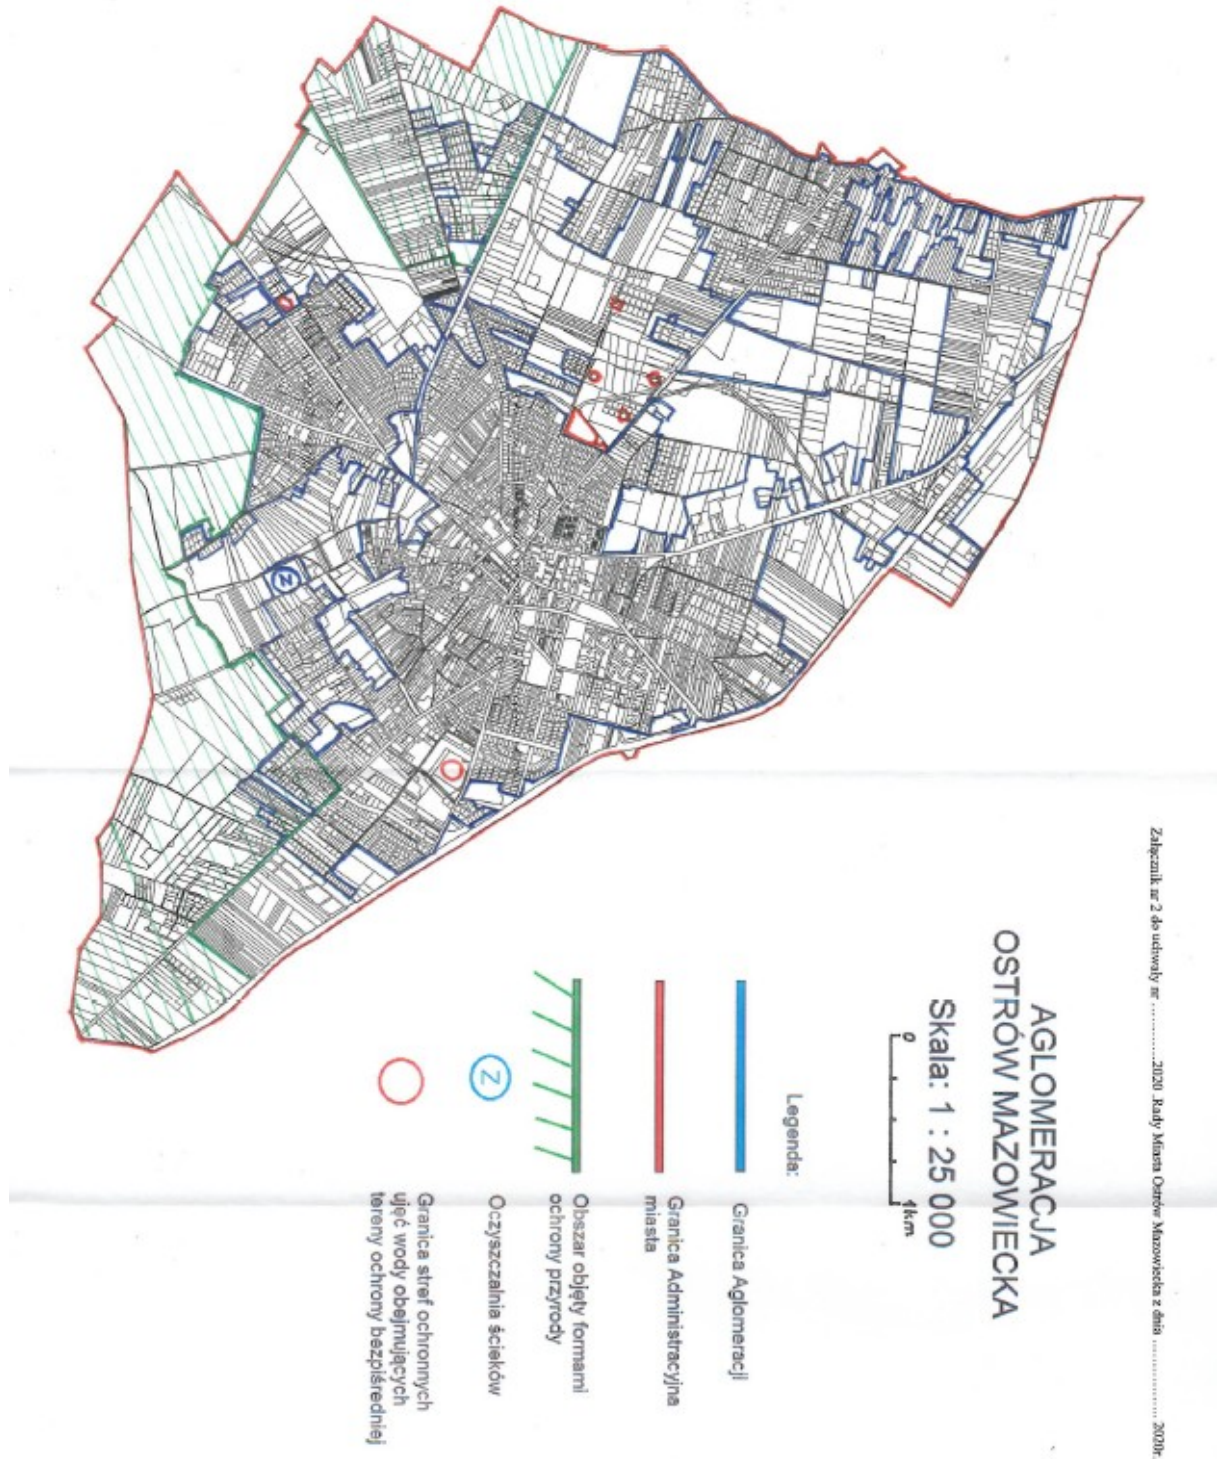 Załącznik nr 2 do uchwały nr ............2020 Rady Miasta Ostrów Mazowiecka z dnia ................ 2020r.
AGLOMERACJA
OSTRÓW MAZOWIECKA
Skala: 1 : 25 000
0 1km
Legenda:
Granica Aglomeracji
Granica Administracyjna
miasta
Obszar objęty formami
ochrony przyrody
Z
Oczyszczalnia ścieków
Granica stref ochronnych
ujęć wody obejmujących
tereny ochrony bezpiśredniej
Z